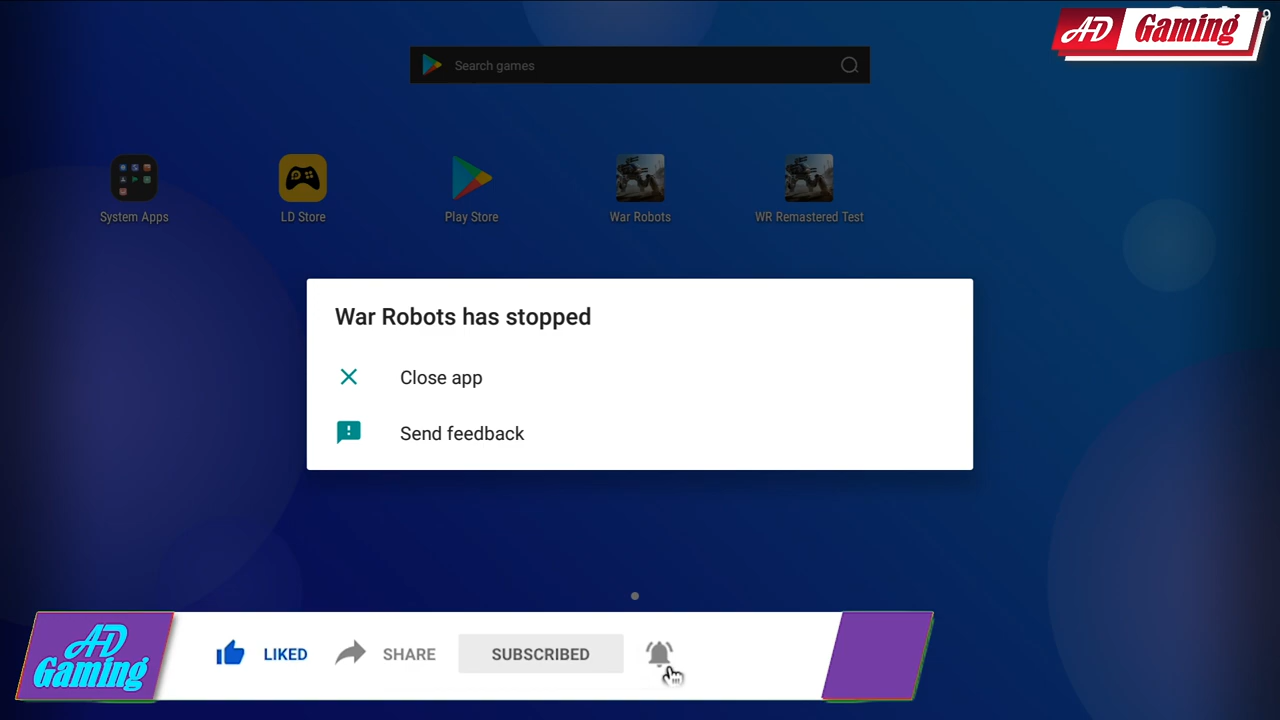 AD Gaming
9
Search games
System Apps
LD Store
Play Store
War Robots
WR Remastered Test
War Robots has stopped
Close app
Send feedback
AD
Gaming
LIKED
SHARE
SUBSCRIBED